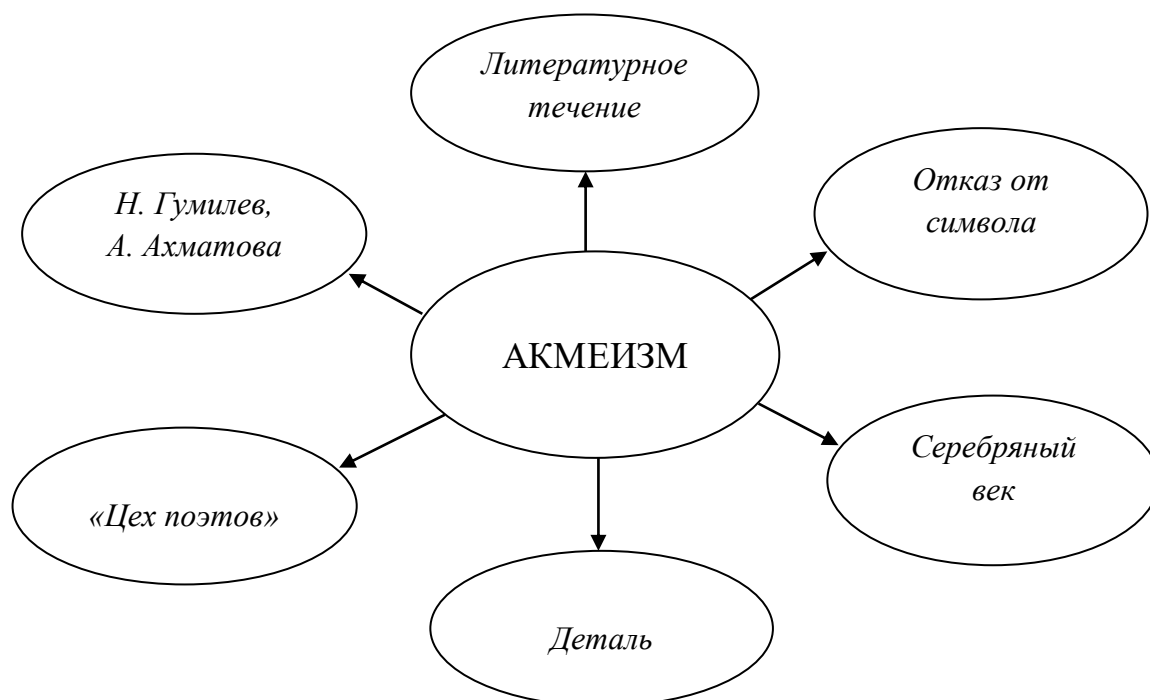 Литературное
течение
Отказ от
символа
Н. Гумилев,
А. Ахматова
АКМЕИЗМ
Серебряный
век
«Цех поэтов»
Деталь